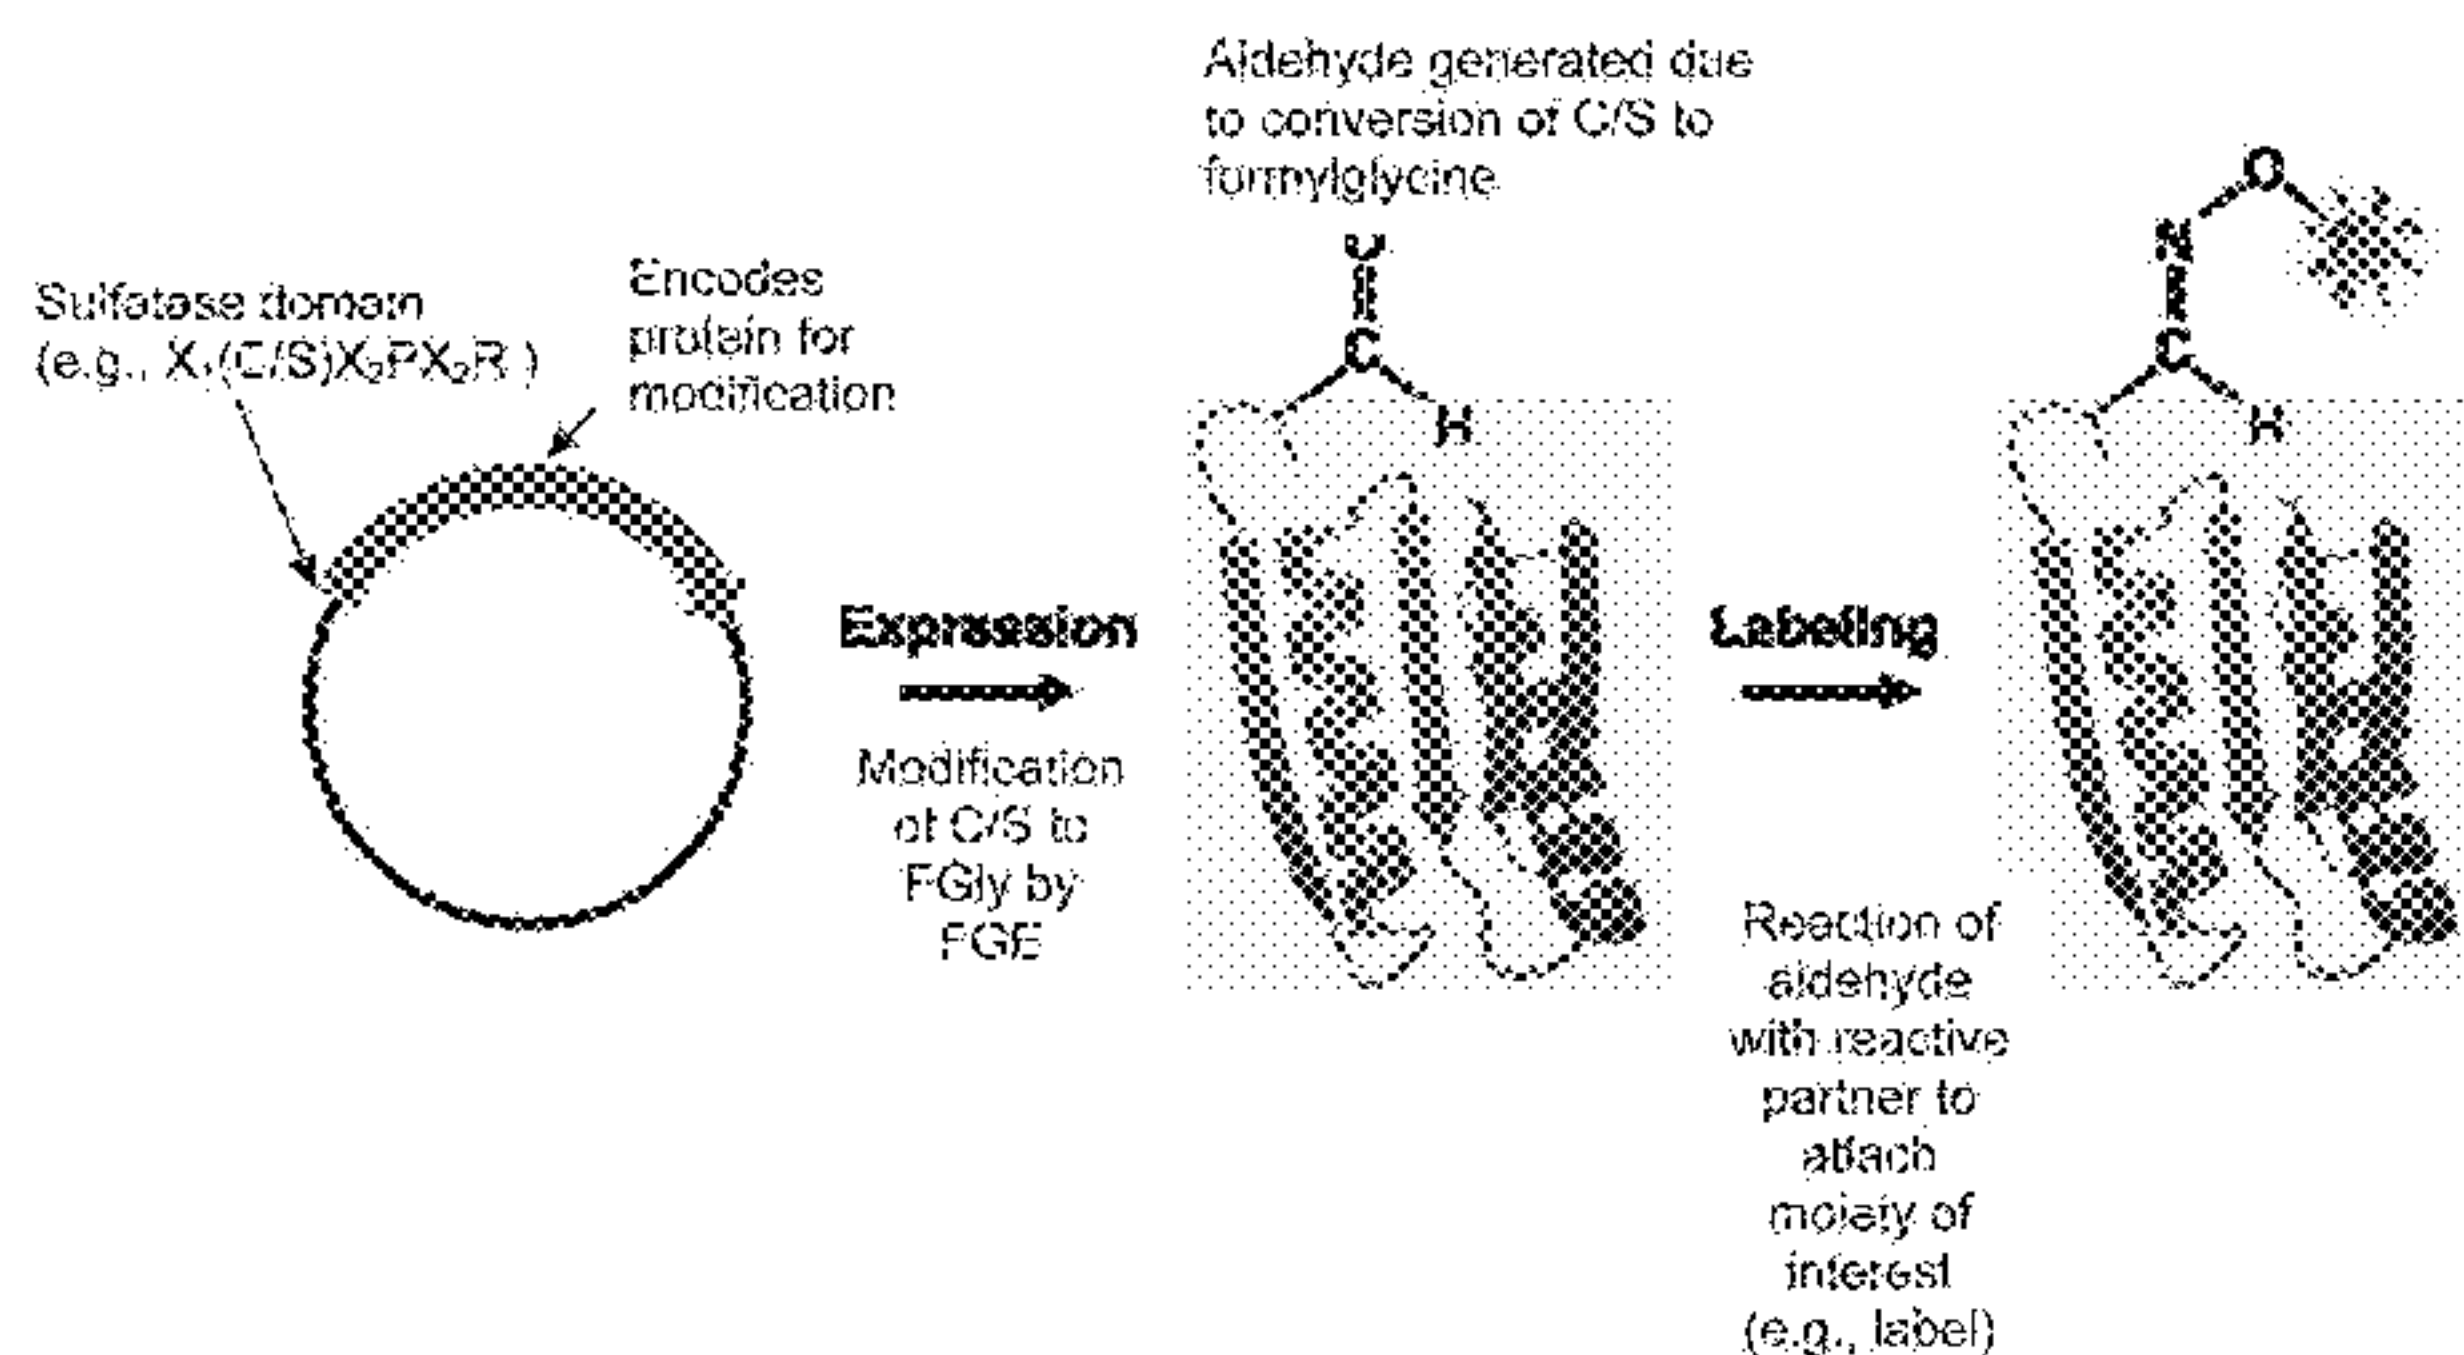 Aldehyde generated due
to conversion of C/S to
formylglycine
Sulfatase domain
(e.g., X₁(C/S)X₂PX₃R )
Encodes
protein for
modification
O
C
H
N
O
C
H
Expression
Modification
of C/S to
FGly by
FGE
Labeling
Reaction of
aldehyde
with reactive
partner to
attach
moiety of
interest
(e.g., label)